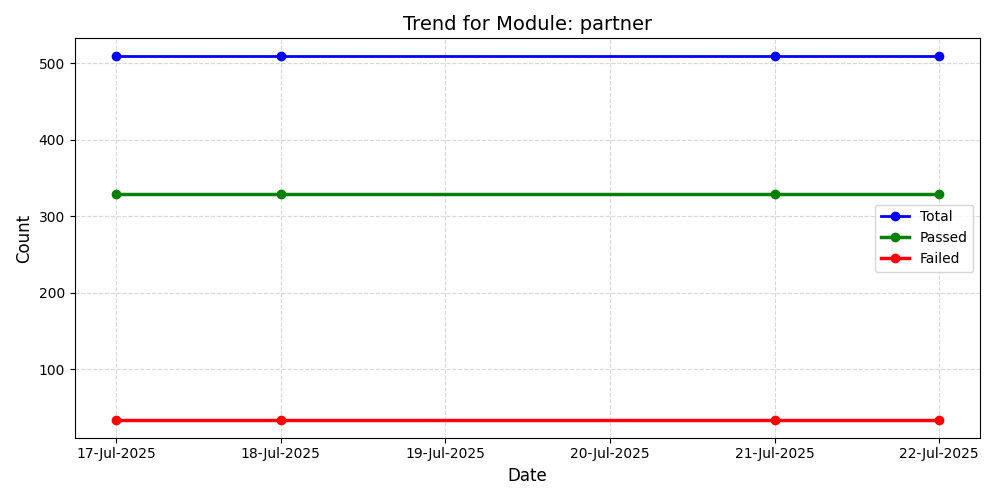 Trend for Module: partner
500
400
300
200
100
Count
Total
Passed
Failed
17-Jul-2025
18-Jul-2025
19-Jul-2025
20-Jul-2025
21-Jul-2025
22-Jul-2025
Date